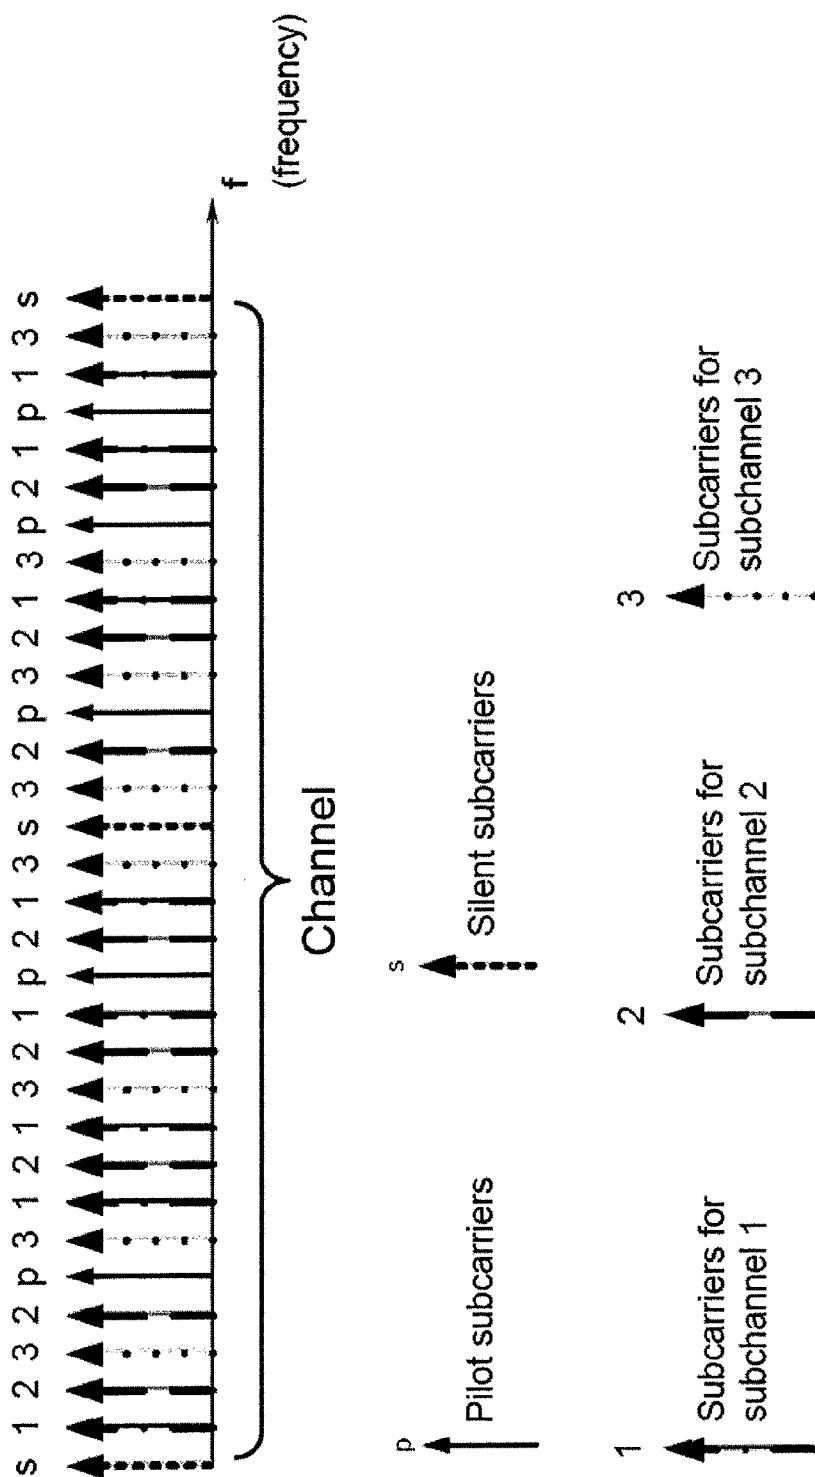 s 1 2 3 2 p 3 1 2 1 3 2 1 p 2 1 3 s 3 2 p 3 2 1 3 p 2 1 p 1 3 s
f
(frequency)
Channel
p
Pilot subcarriers
s
Silent subcarriers
1
Subcarriers for
subchannel 1
2
Subcarriers for
subchannel 2
3
Subcarriers for
subchannel 3